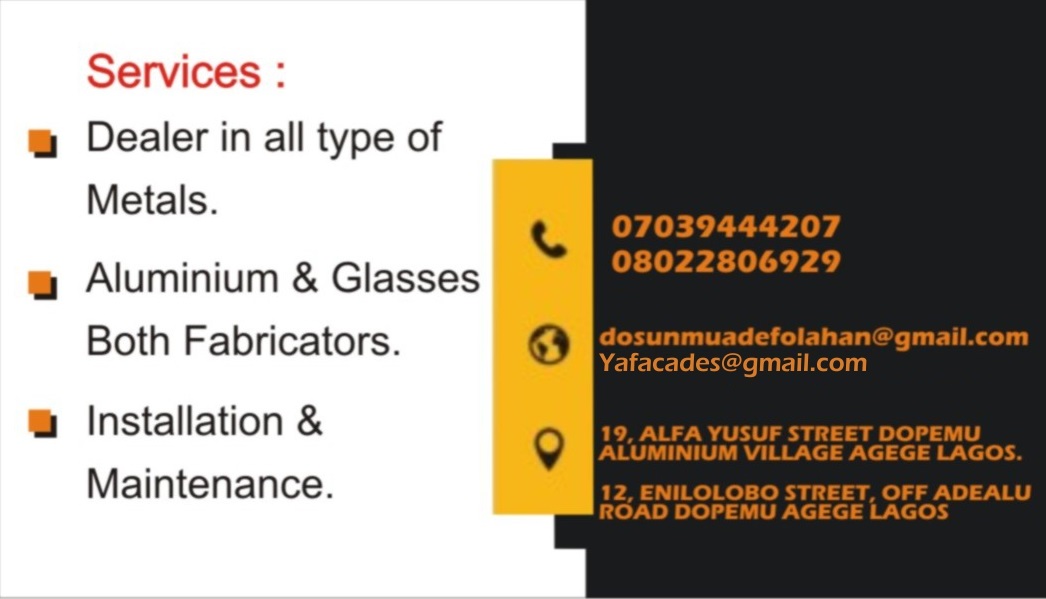 Services :
Dealer in all type of
Metals.
Aluminium & Glasses
Both Fabricators.
Installation &
Maintenance.
07039444207
08022806929
dosunmuadefolahan@gmail.com
Yafacades@gmail.com
19, ALFA YUSUF STREET DOPEMU
ALUMINIUM VILLAGE AGEGE LAGOS.
12, ENILOLOBO STREET, OFF ADEALU
ROAD DOPEMU AGEGE LAGOS